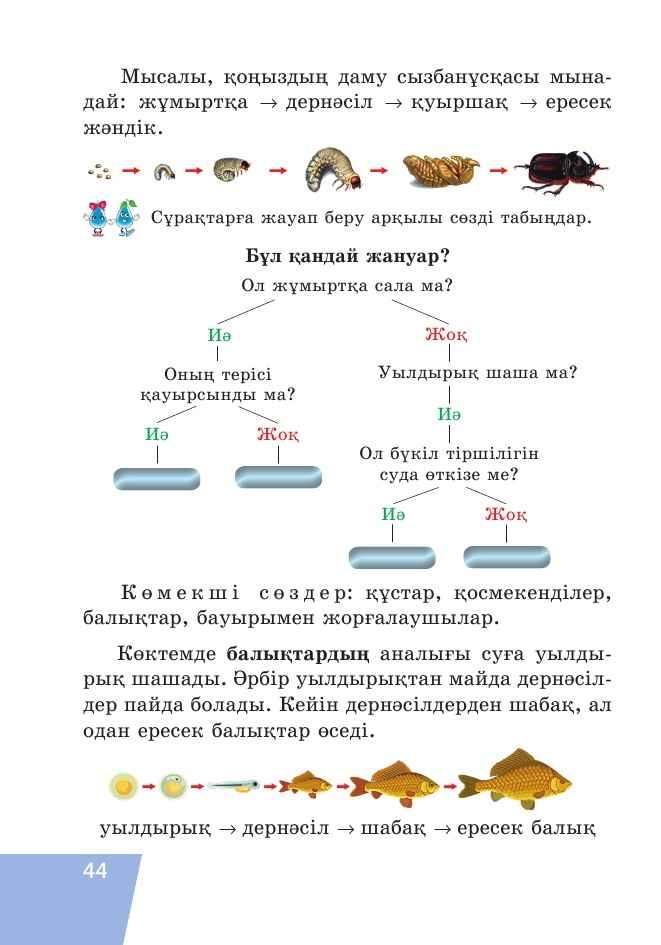 Мысалы, қоңыздың даму сызбанұсқасы мына-
дай: жұмыртқа → дернәсіл → қуыршақ → ересек
жәндік.
Сұрақтарға жауап беру арқылы сөзді табыңдар.
Бұл қандай жануар?
Ол жұмыртқа сала ма?
Иә
Жоқ
Оның терісі
қауырсынды ма?
Уылдырық шаша ма?
Иә
Жоқ
Иә
Ол бүкіл тіршілігін
суда өткізе ме?
Иә
Жоқ
Көмекші сөздер: құстар, қосмекенділер,
балықтар, бауырымен жорғалаушылар.
Көктемде балықтардың аналығы суға уылды-
рық шашады. Әрбір уылдырықтан майда дернәсіл-
дер пайда болады. Кейін дернәсілдерден шабақ, ал
одан ересек балықтар өседі.
уылдырық → дернәсіл → шабақ → ересек балық
44